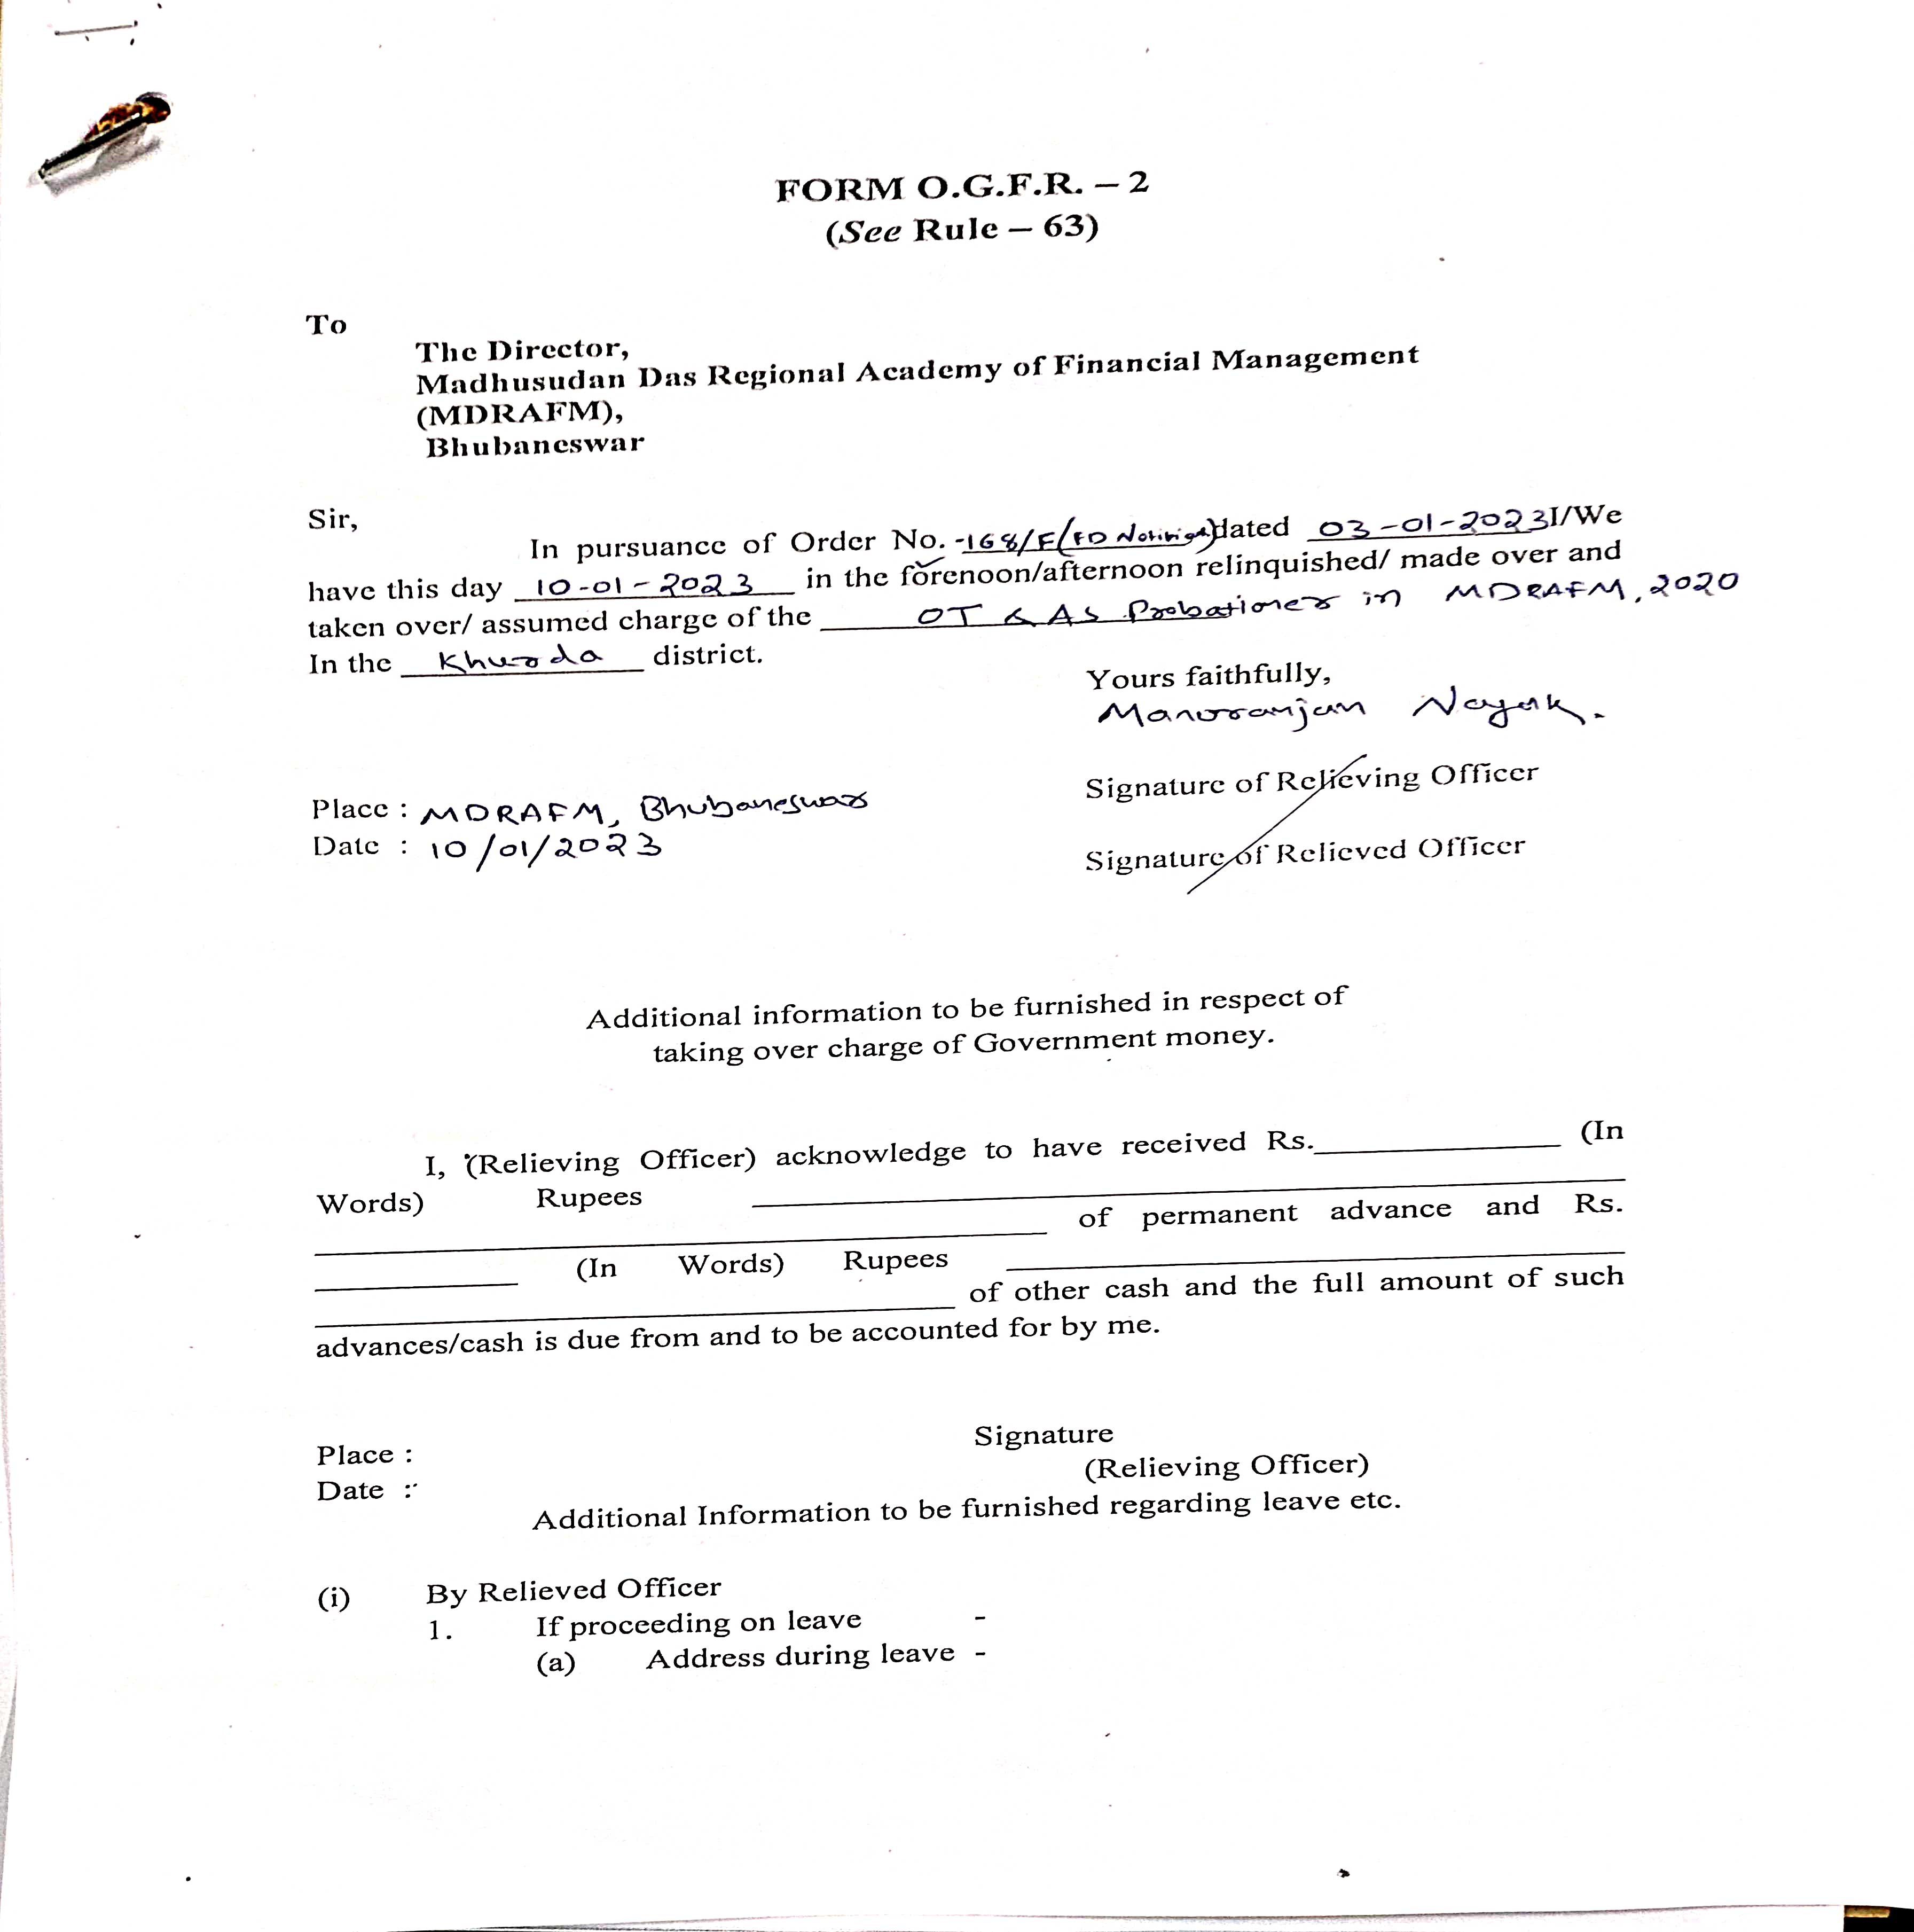 FORM O.G.F.R. – 2
(See Rule – 63)
To
The Director,
Madhusudan Das Regional Academy of Financial Management
(MDRAFM),
Bhubaneswar
Sir,
In pursuance of Order No. -168/F(FD dated 03-01-2023 I/We
have this day 10-01-2023 in the forenoon/afternoon relinquished/ made over and
taken over/ assumed charge of the OT & AS Probationer in MDRAFM, 2020
In the Khurda district.
Yours faithfully,
Manoranjan Nayak.
Signature of Relieving Officer
Place : MDRAFM, Bhubaneswar
Date : 10/01/2023
Signature of Relieved Officer
Additional information to be furnished in respect of
taking over charge of Government money.
I, (Relieving Officer) acknowledge to have received Rs. (In
Words) Rupees
of permanent advance and Rs.
(In Words) Rupees
of other cash and the full amount of such
advances/cash is due from and to be accounted for by me.
Signature
Place :
(Relieving Officer)
Date :
Additional Information to be furnished regarding leave etc.
(i) By Relieved Officer
1. If proceeding on leave -
(a) Address during leave -